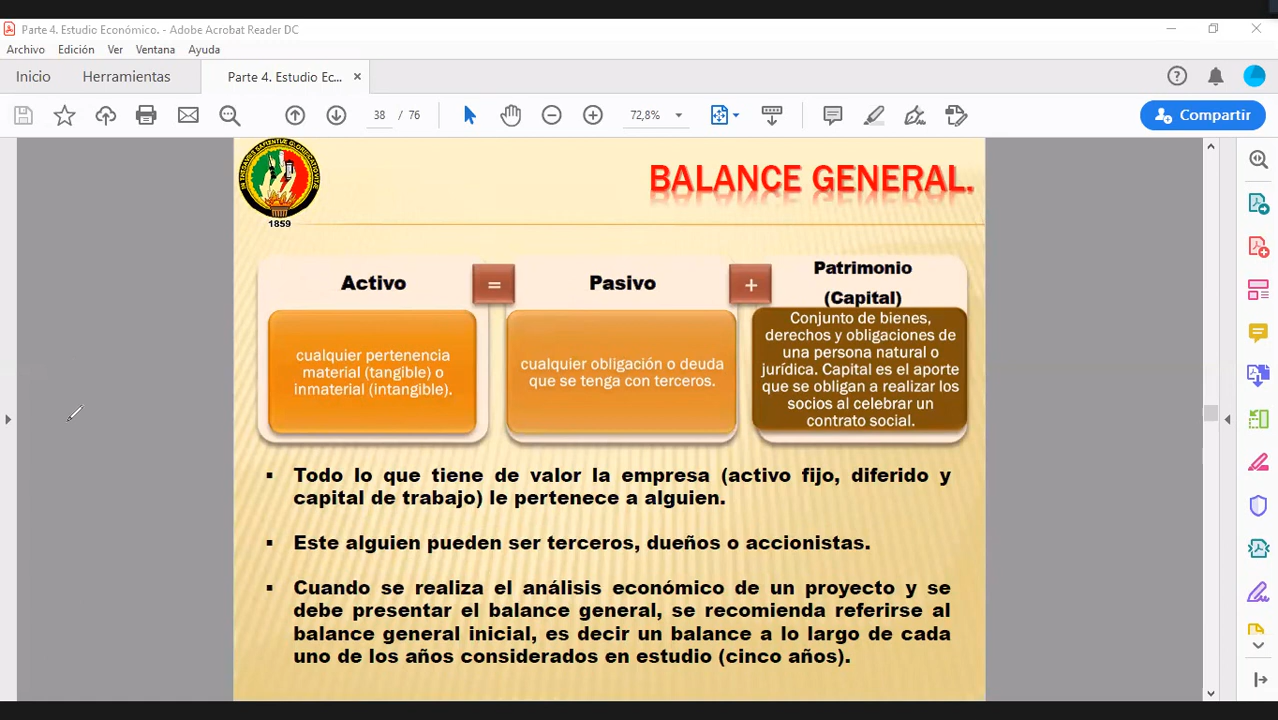 Parte 4. Estudio Económico. - Adobe Acrobat Reader DC
Archivo Edición Ver Ventana Ayuda
Inicio Herramientas Parte 4. Estudio Ec... ×
38 / 76 72,8% Compartir
BALANCE GENERAL.
1859
Activo = Pasivo + Patrimonio
(Capital)
cualquier pertenencia
material (tangible) o
inmaterial (intangible).
cualquier obligación o deuda
que se tenga con terceros.
Conjunto de bienes,
derechos y obligaciones de
una persona natural o
jurídica. Capital es el aporte
que se obligan a realizar los
socios al celebrar un
contrato social.
▪ Todo lo que tiene de valor la empresa (activo fijo, diferido y
capital de trabajo) le pertenece a alguien.
▪ Este alguien pueden ser terceros, dueños o accionistas.
▪ Cuando se realiza el análisis económico de un proyecto y se
debe presentar el balance general, se recomienda referirse al
balance general inicial, es decir un balance a lo largo de cada
uno de los años considerados en estudio (cinco años).